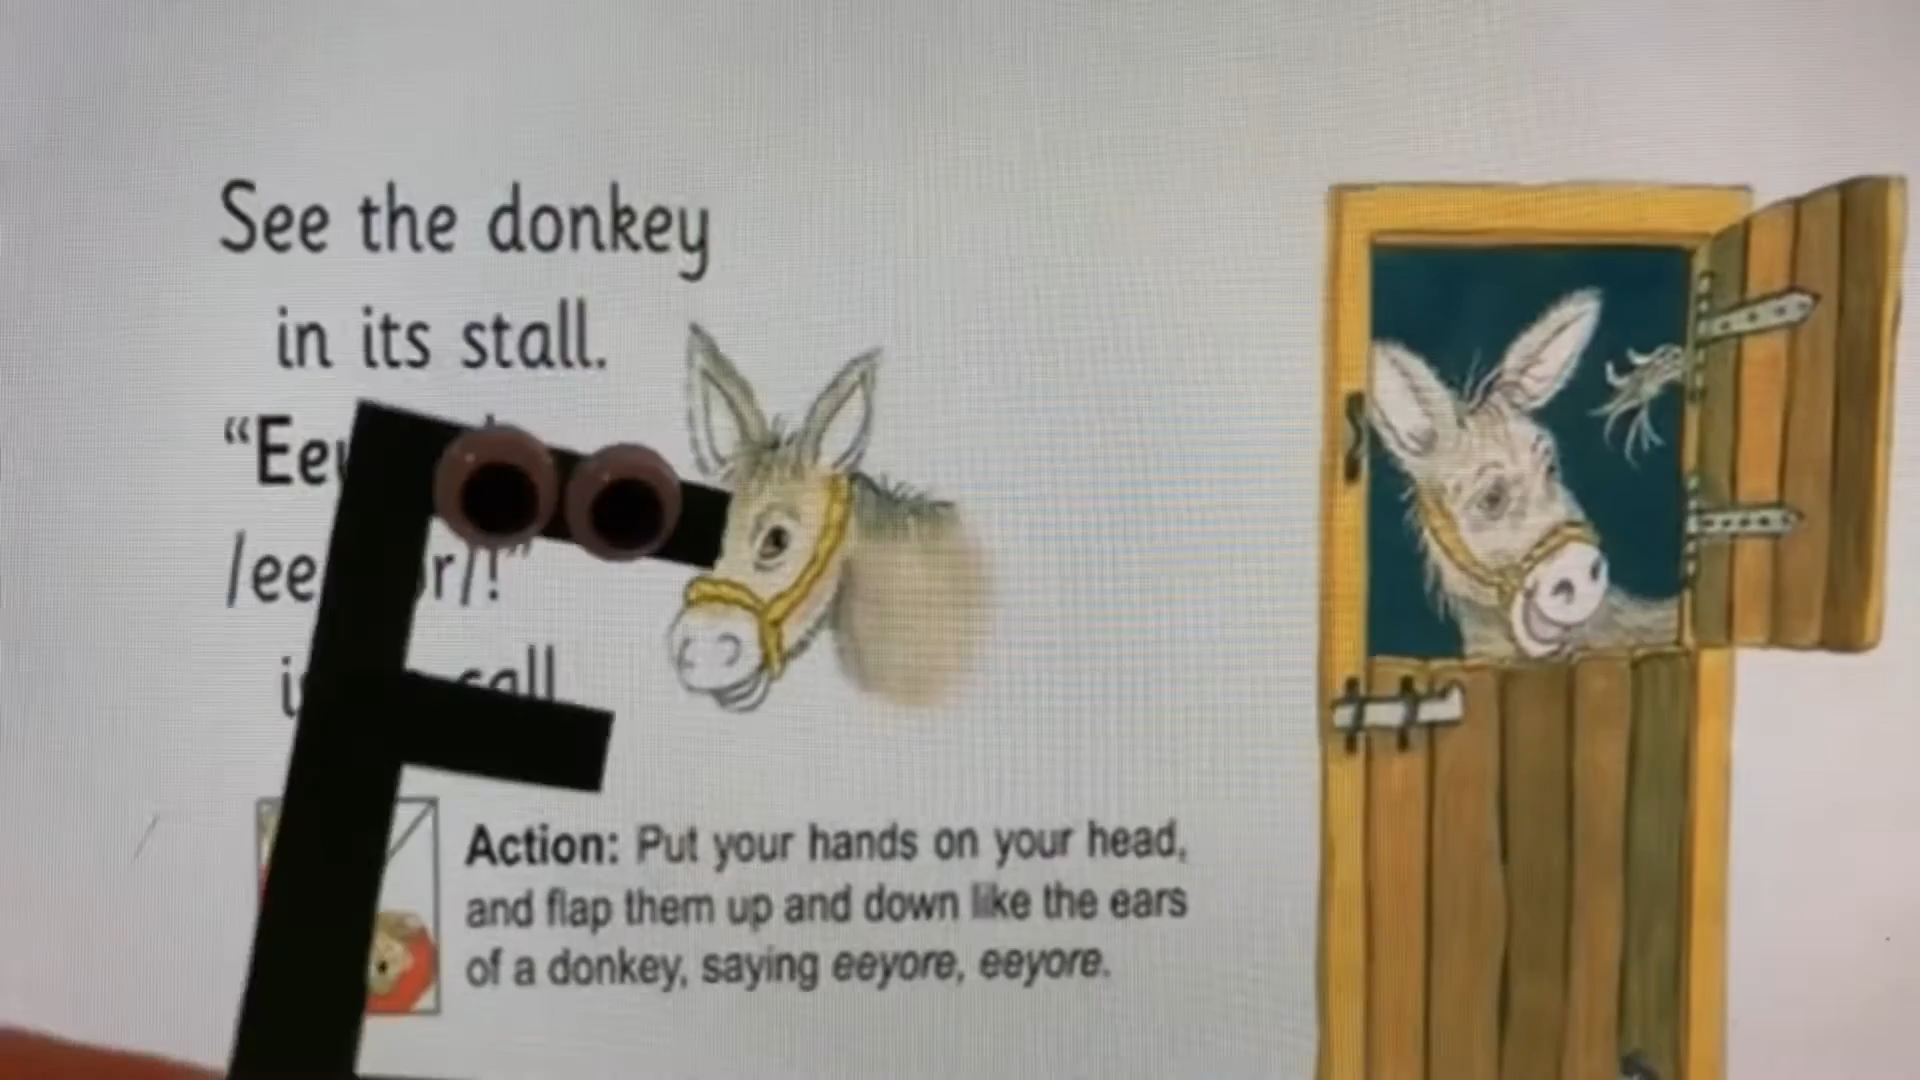 See the donkey
in its stall.
/ee
r/!”
call
Action: Put your hands on your head,
and flap them up and down like the ears
of a donkey, saying eeyore, eeyore.